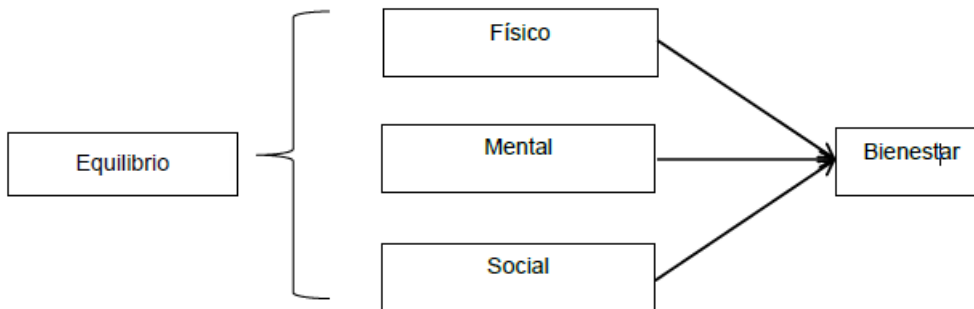 Físico
Equilibrio
Mental
Bienestar
Social